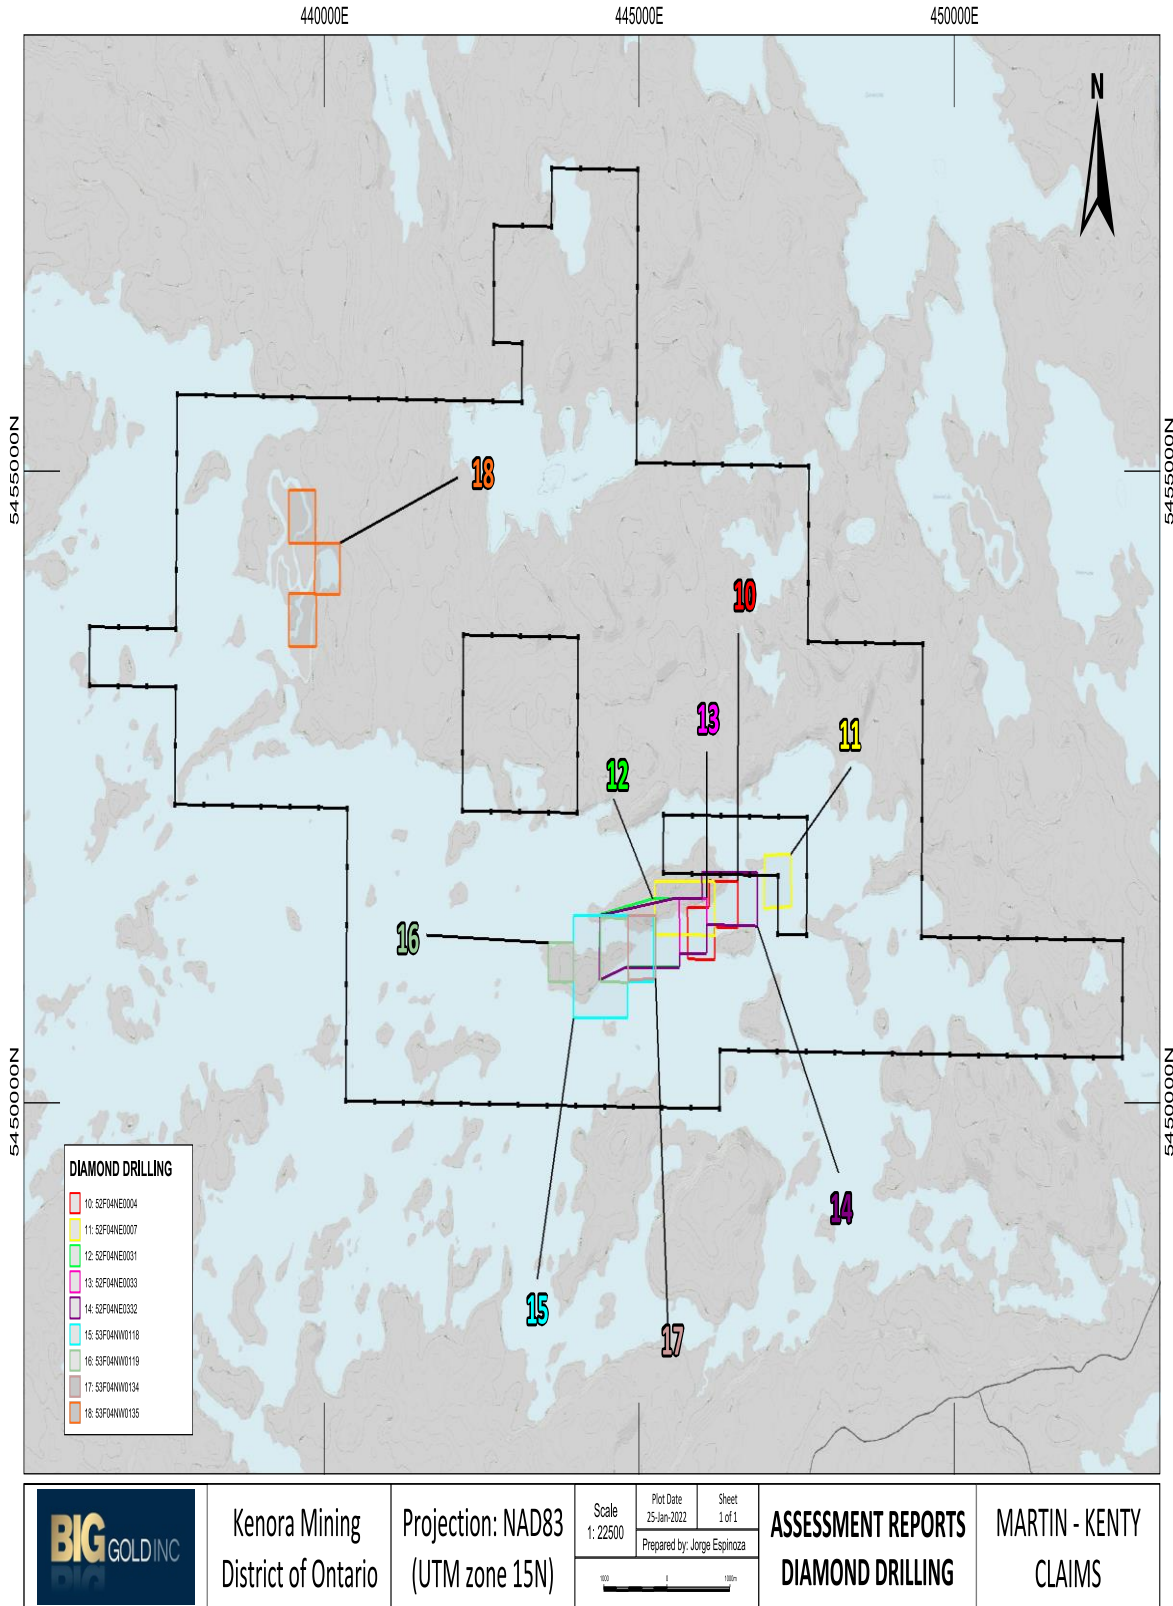 440000E
445000E
450000E
N
5455000N
5455000N
18
10
13
11
12
16
5450000N
5450000N
14
15
17
DIAMOND DRILLING
10: 52F04NE0004
11: 52F04NE0007
12: 52F04NE0031
13: 52F04NE0033
14: 52F04NE0332
15: 53F04NW0118
16: 53F04NW0119
17: 53F04NW0134
18: 53F04NW0135
BIG GOLD INC
Kenora Mining
District of Ontario
Projection: NAD83
(UTM zone 15N)
Scale
1: 22500
Plot Date
25-Jan-2022
Sheet
1 of 1
Prepared by: Jorge Espinoza
1000 0 1000m
ASSESSMENT REPORTS
DIAMOND DRILLING
MARTIN - KENTY
CLAIMS